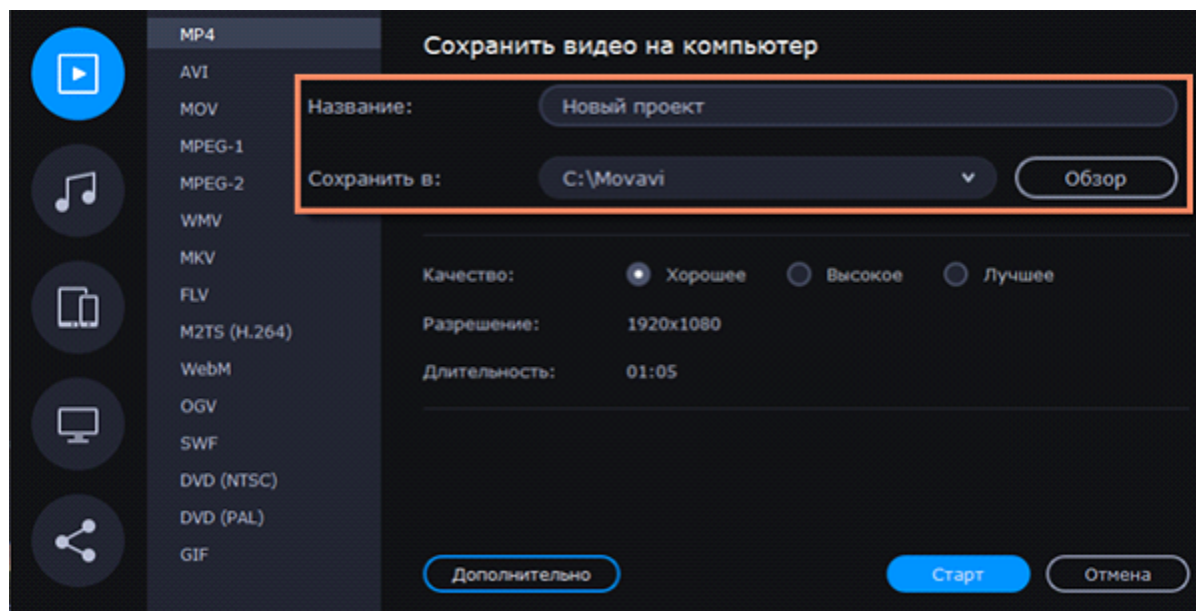 MP4
AVI
MOV
MPEG-1
MPEG-2
WMV
MKV
FLV
M2TS (H.264)
WebM
OGV
SWF
DVD (NTSC)
DVD (PAL)
GIF
Сохранить видео на компьютер
Название: Новый проект
Сохранить в: C:\Movavi Обзор
Качество: Хорошее Высокое Лучшее
Разрешение: 1920x1080
Длительность: 01:05
Дополнительно Старт Отмена